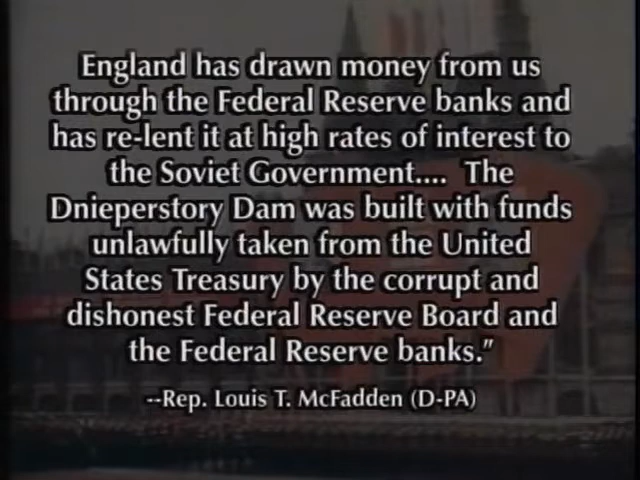 England has drawn money from us
through the Federal Reserve banks and
has re-lent it at high rates of interest to
the Soviet Government.... The
Dnieperstory Dam was built with funds
unlawfully taken from the United
States Treasury by the corrupt and
dishonest Federal Reserve Board and
the Federal Reserve banks."
--Rep. Louis T. McFadden (D-PA)